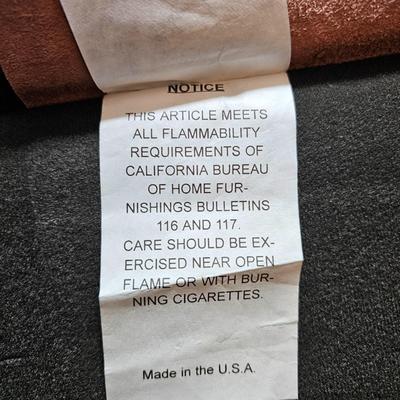 NOTICE
THIS ARTICLE MEETS
ALL FLAMMABILITY
REQUIREMENTS OF
CALIFORNIA BUREAU
OF HOME FUR-
NISHINGS BULLETINS
116 AND 117.
CARE SHOULD BE EX-
ERCISED NEAR OPEN
FLAME OR WITH BUR-
NING CIGARETTES.
Made in the U.S.A.